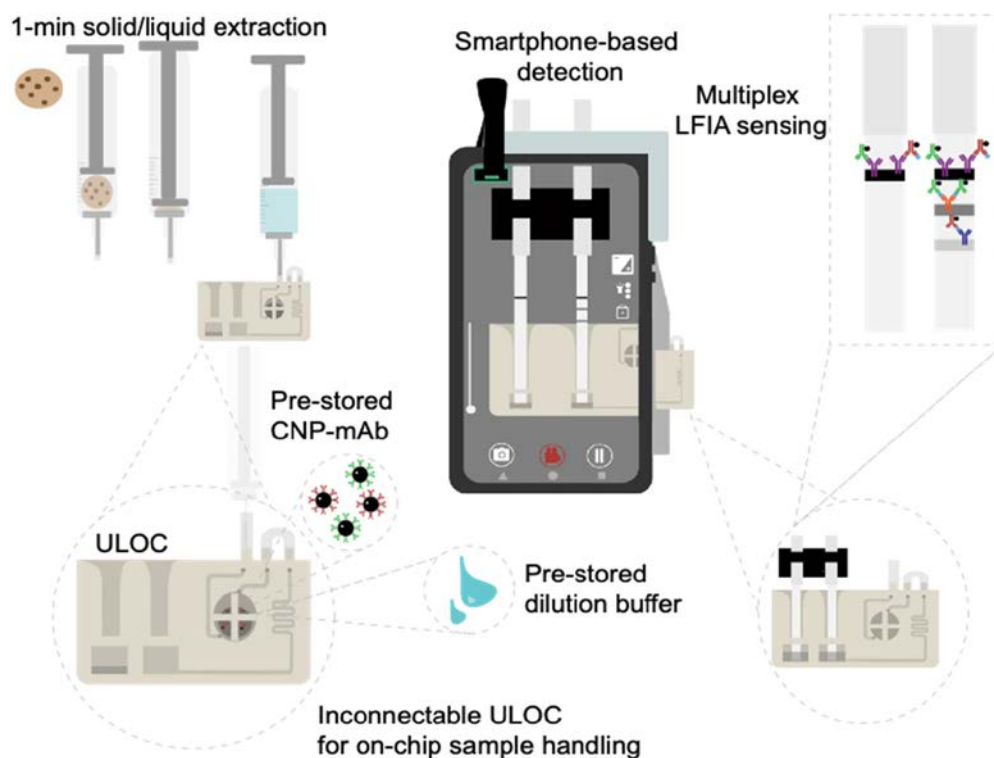 1-min solid/liquid extraction
Smartphone-based
detection
Multiplex
LFIA sensing
Pre-stored
CNP-mAb
ULOC
Pre-stored
dilution buffer
Inconnectable ULOC
for on-chip sample handling